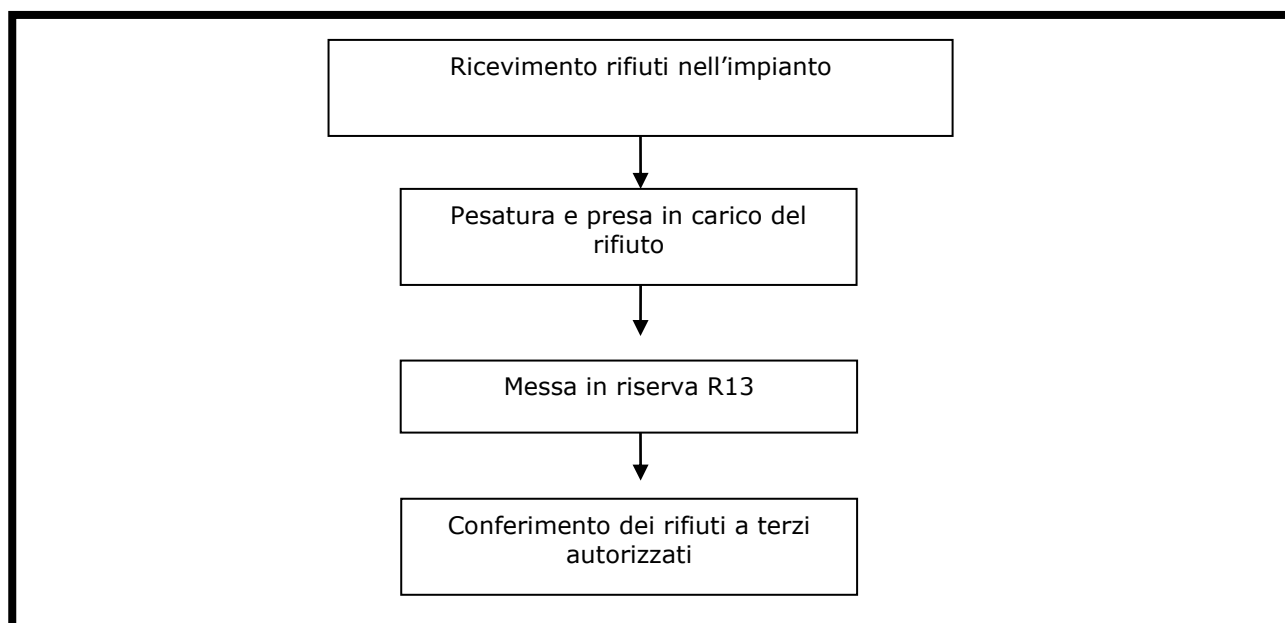 Ricevimento rifiuti nell’impianto
Pesatura e presa in carico del
rifiuto
Messa in riserva R13
Conferimento dei rifiuti a terzi
autorizzati